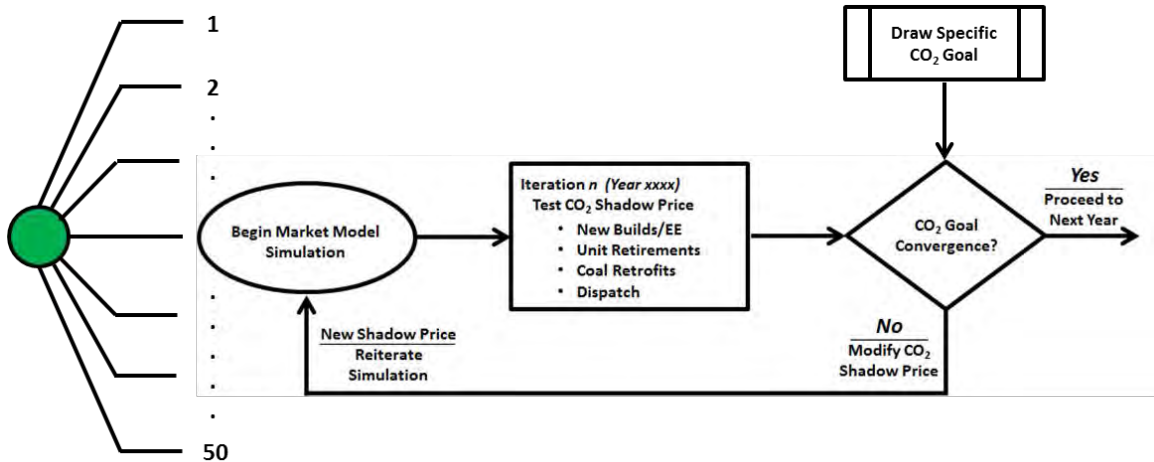 1
2
50
Draw Specific
CO₂ Goal
Begin Market Model
Simulation
Iteration n (Year xxxx)
Test CO₂ Shadow Price
• New Builds/EE
• Unit Retirements
• Coal Retrofits
• Dispatch
CO₂ Goal
Convergence?
Yes
Proceed to
Next Year
No
Modify CO₂
Shadow Price
New Shadow Price
Reiterate
Simulation